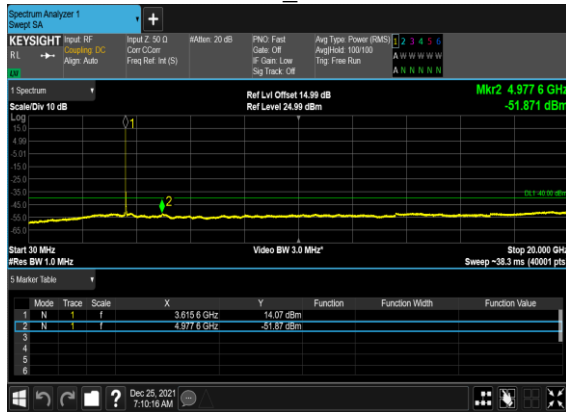 Spectrum Analyzer 1
Swept SA
+
KEYSIGHT Input: RF Input Z: 50 Ω #Atten: 20 dB PNO: Fast Avg Type: Power (RMS) 1 2 3 4 5 6
RL Coupling: DC Corr CCorr Gate: Off Avg|Hold: 100/100 A W W W W W
Align: Auto Freq Ref: Int (S) IF Gain: Low Trig: Free Run
Sig Track: Off A N N N N N
1 Spectrum Ref Lvl Offset 14.99 dB Mkr2 4.977 6 GHz
Scale/Div 10 dB Ref Level 24.99 dBm -51.871 dBm
Log
15.0
4.99
-5.01
-15.0
-25.0
-35.0
-45.0
-55.0
-65.0
1
2
DL1 -40.00 dBm
Start 30 MHz Video BW 3.0 MHz* Stop 20.000 GHz
#Res BW 1.0 MHz Sweep ~38.3 ms (40001 pts)
5 Marker Table
Mode Trace Scale X Y Function Function Width Function Value
1 N 1 f 3.615 6 GHz 14.07 dBm
2 N 1 f 4.977 6 GHz -51.87 dBm
3
4
5
6
? Dec 25, 2021
7:10:16 AM